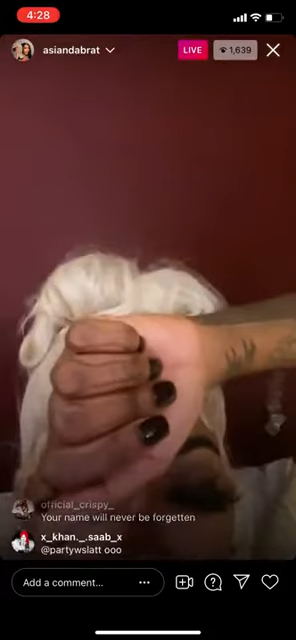 4:28
asiandabrat
LIVE
1,639
official_crispy_
Your name will never be forgetten
x_khan._.saab_x
@partywslatt ooo
Add a comment...